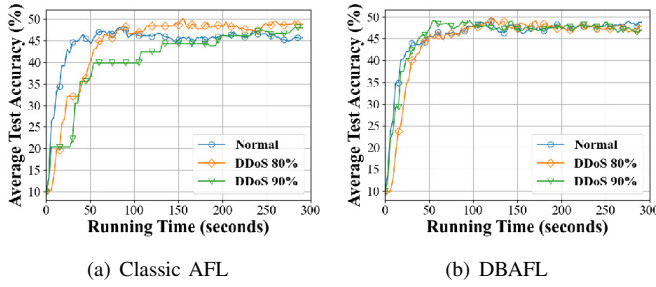 Average Test Accuracy (%)
50
45
40
35
30
25
20
15
10
0 50 100 150 200 250 300
Running Time (seconds)
Normal
DDoS 80%
DDoS 90%
(a) Classic AFL
Average Test Accuracy (%)
50
45
40
35
30
25
20
15
10
0 50 100 150 200 250 300
Running Time (seconds)
Normal
DDoS 80%
DDoS 90%
(b) DBAFL